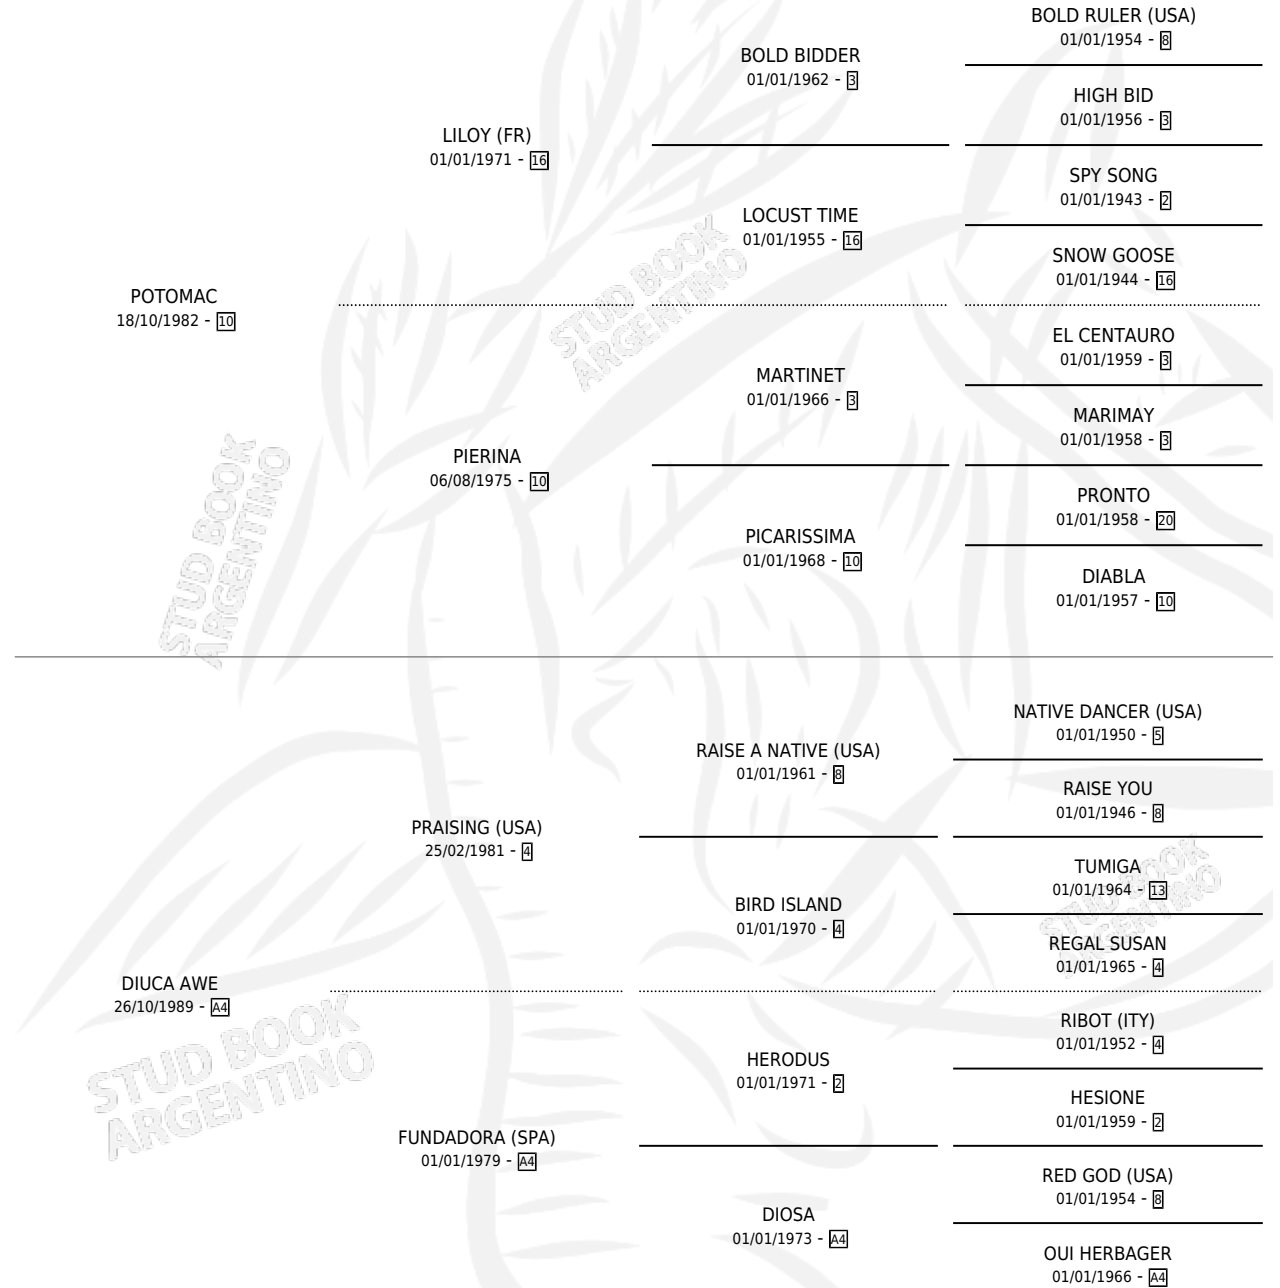 POTOMAC
18/10/1982 - 10
LILOY (FR)
01/01/1971 - 16
BOLD BIDDER
01/01/1962 - 3
BOLD RULER (USA)
01/01/1954 - 8
HIGH BID
01/01/1956 - 3
LOCUST TIME
01/01/1955 - 16
SPY SONG
01/01/1943 - 2
SNOW GOOSE
01/01/1944 - 16
PIERINA
06/08/1975 - 10
MARTINET
01/01/1966 - 3
EL CENTAURO
01/01/1959 - 3
MARIMAY
01/01/1958 - 3
PICARISSIMA
01/01/1968 - 10
PRONTO
01/01/1958 - 20
DIABLA
01/01/1957 - 10
DIUCA AWE
26/10/1989 - A4
PRAISING (USA)
25/02/1981 - 4
RAISE A NATIVE (USA)
01/01/1961 - 8
NATIVE DANCER (USA)
01/01/1950 - 5
RAISE YOU
01/01/1946 - 8
BIRD ISLAND
01/01/1970 - 4
TUMIGA
01/01/1964 - 13
REGAL SUSAN
01/01/1965 - 4
FUNDADORA (SPA)
01/01/1979 - A4
HERODUS
01/01/1971 - 2
RIBOT (ITY)
01/01/1952 - 4
HESIONE
01/01/1959 - 2
DIOSA
01/01/1973 - A4
RED GOD (USA)
01/01/1954 - 8
OUI HERBAGER
01/01/1966 - A4
STUD BOOK
ARGENTINO
STUD BOOK
ARGENTINO
STUD BOOK
ARGENTINO
STUD BOOK
ARGENTINO